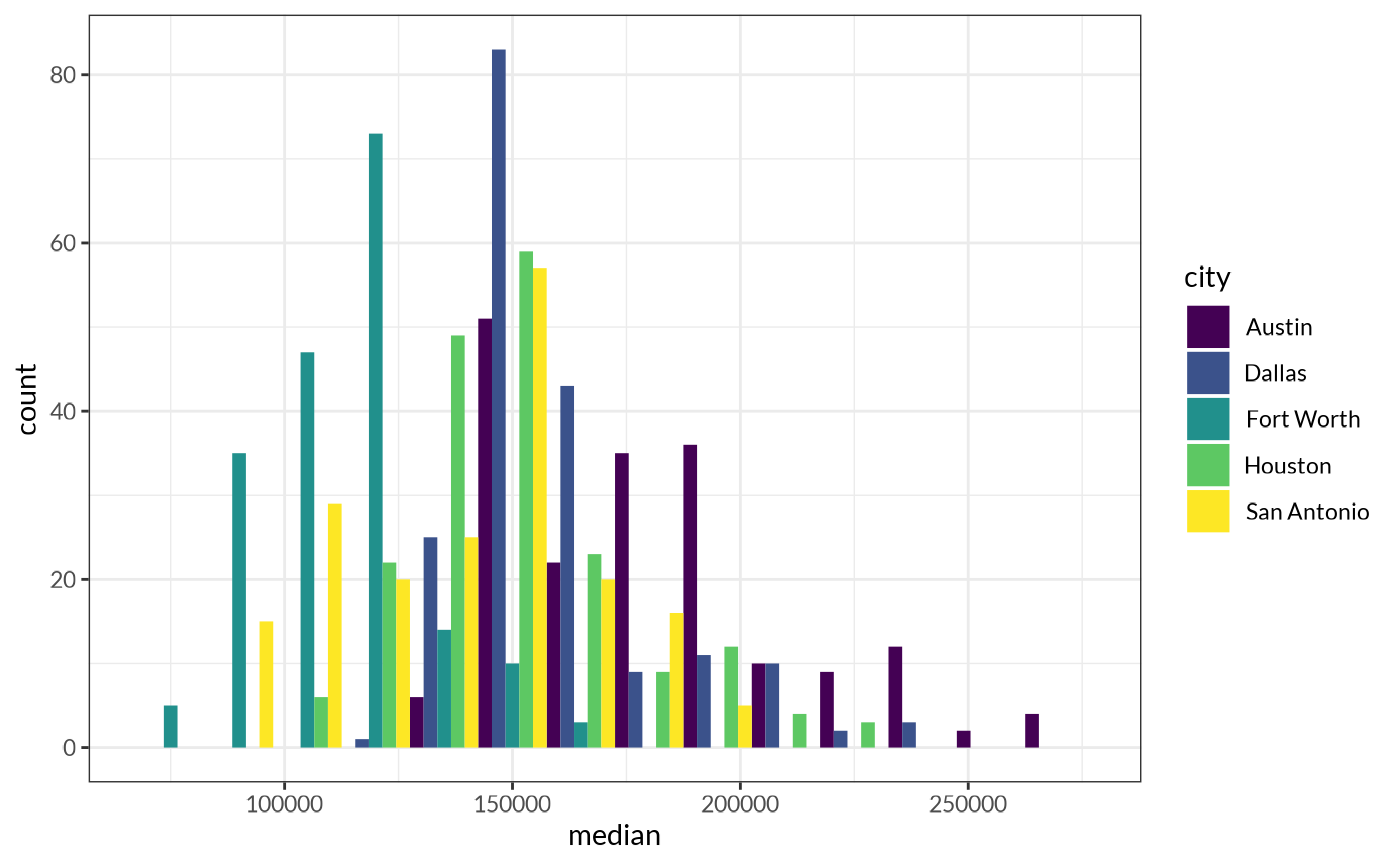 80
60
40
20
0
count
100000 150000 200000 250000
median
city
Austin
Dallas
Fort Worth
Houston
San Antonio